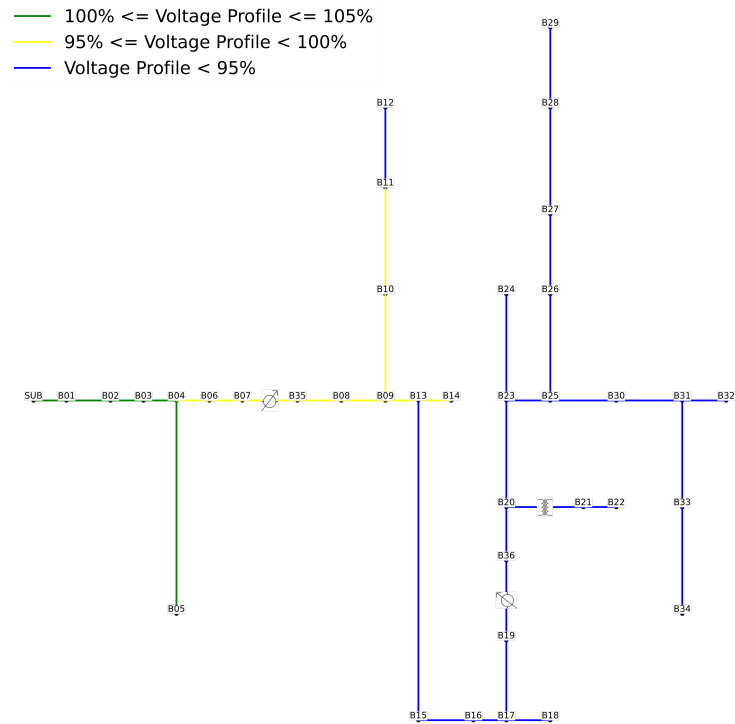 100% <= Voltage Profile <= 105%
95% <= Voltage Profile < 100%
Voltage Profile < 95%
B29
B12
B28
B11
B27
B10
B24
B26
SUB B01 B02 B03 B04 B06 B07 B35 B08 B09 B13 B14 B23 B25 B30 B31 B32
B20 B21 B22 B33
B36
B05 B34
B19
B15 B16 B17 B18